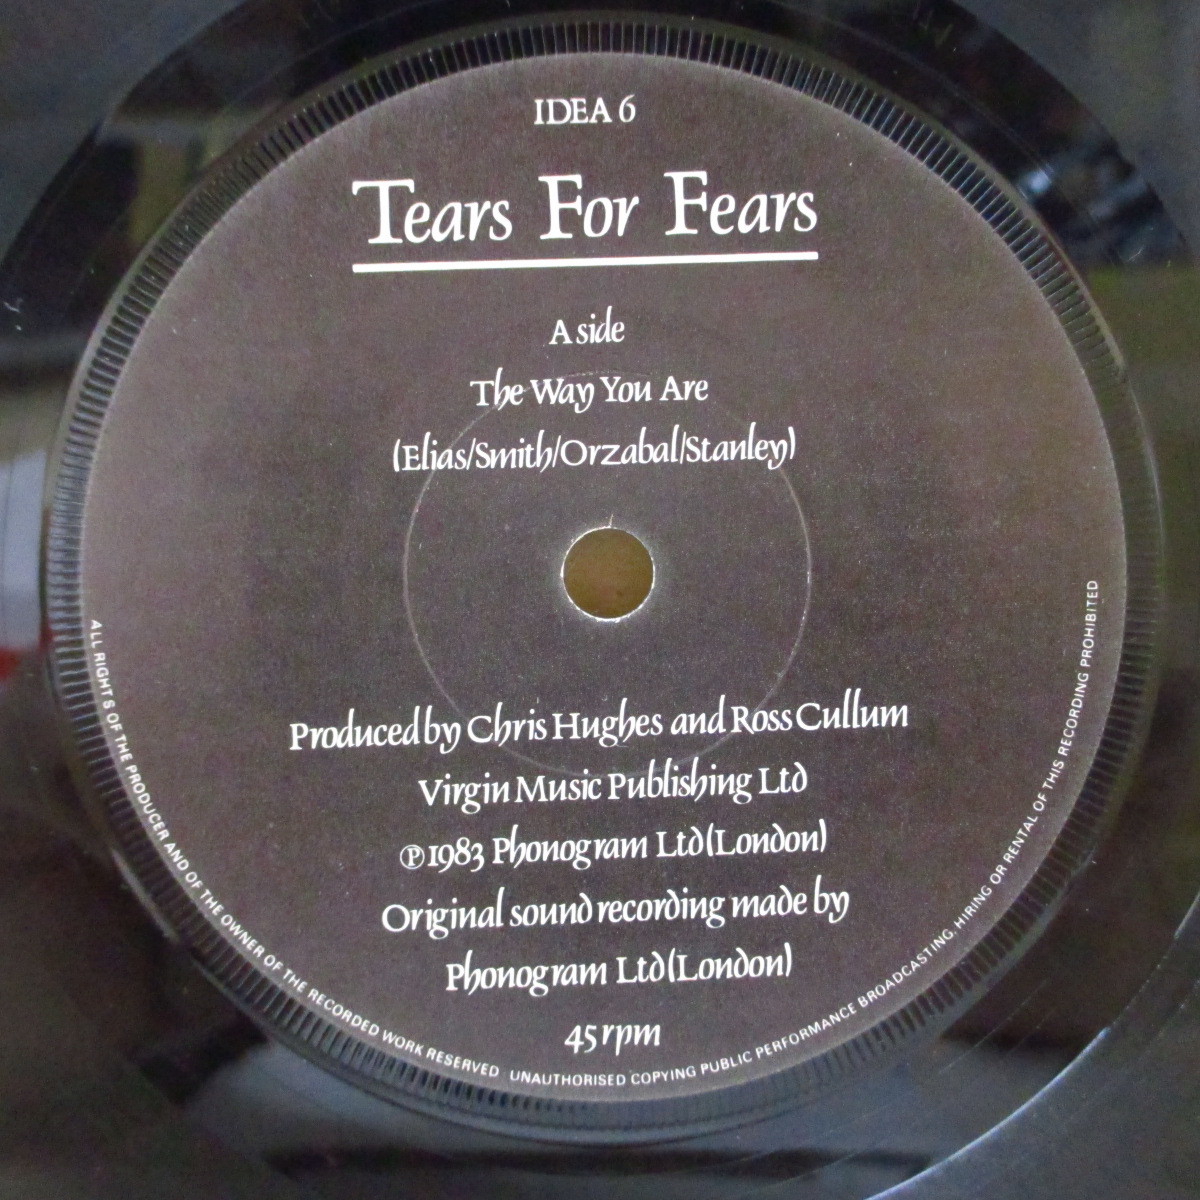 IDEA 6
Tears For Fears
A side
The Way You Are
(Elias/Smith/Orzabal/Stanley)
Produced by Chris Hughes and Ross Cullum
Virgin Music Publishing Ltd
℗1983 Phonogram Ltd(London)
Original sound recording made by
Phonogram Ltd(London)
45rpm
ALL RIGHTS OF THE PRODUCER AND OF THE OWNER OF THE RECORDED WORK RESERVED UNAUTHORISED COPYING PUBLIC PERFORMANCE BROADCASTING, HIRING OR RENTAL OF THIS RECORDING PROHIBITED